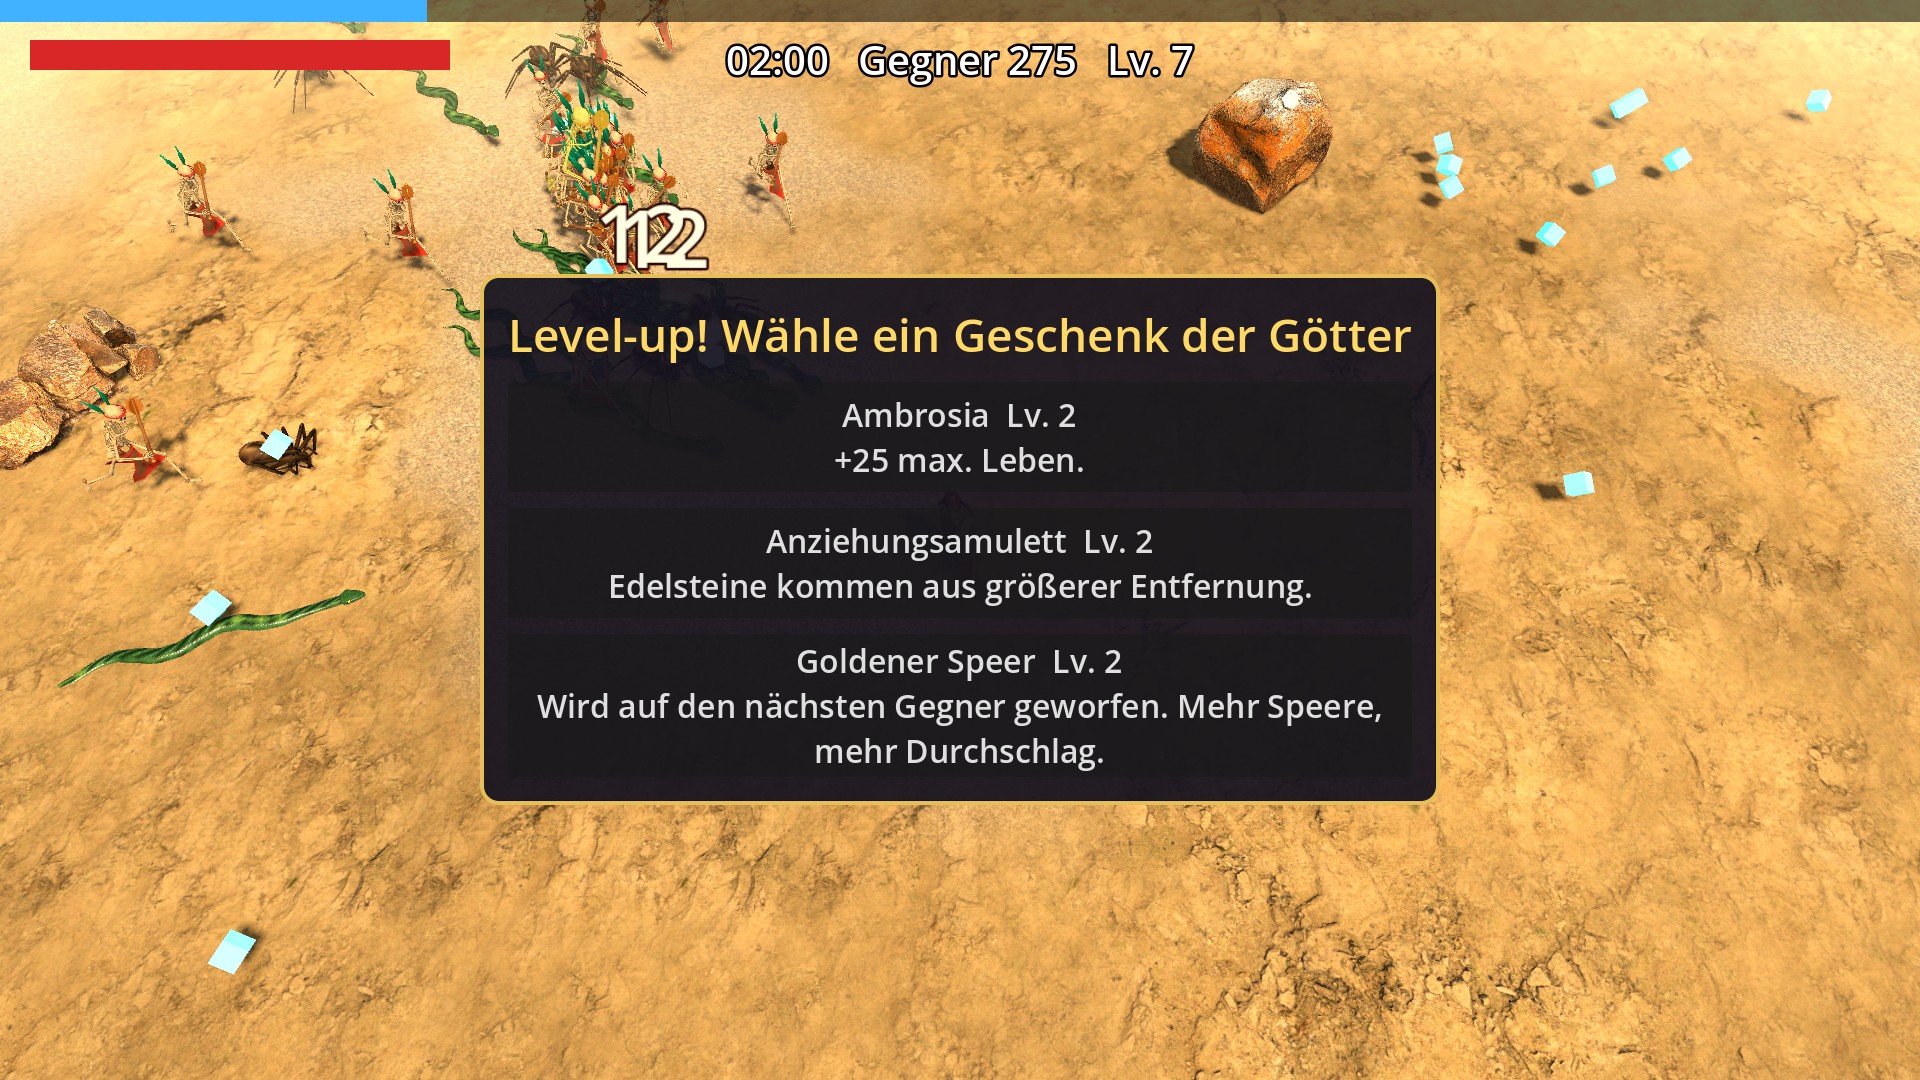 02:00 Gegner 275 Lv. 7
Level-up! Wähle ein Geschenk der Götter
Ambrosia Lv. 2
+25 max. Leben.
Anziehungsamulett Lv. 2
Edelsteine kommen aus größerer Entfernung.
Goldener Speer Lv. 2
Wird auf den nächsten Gegner geworfen. Mehr Speere,
mehr Durchschlag.